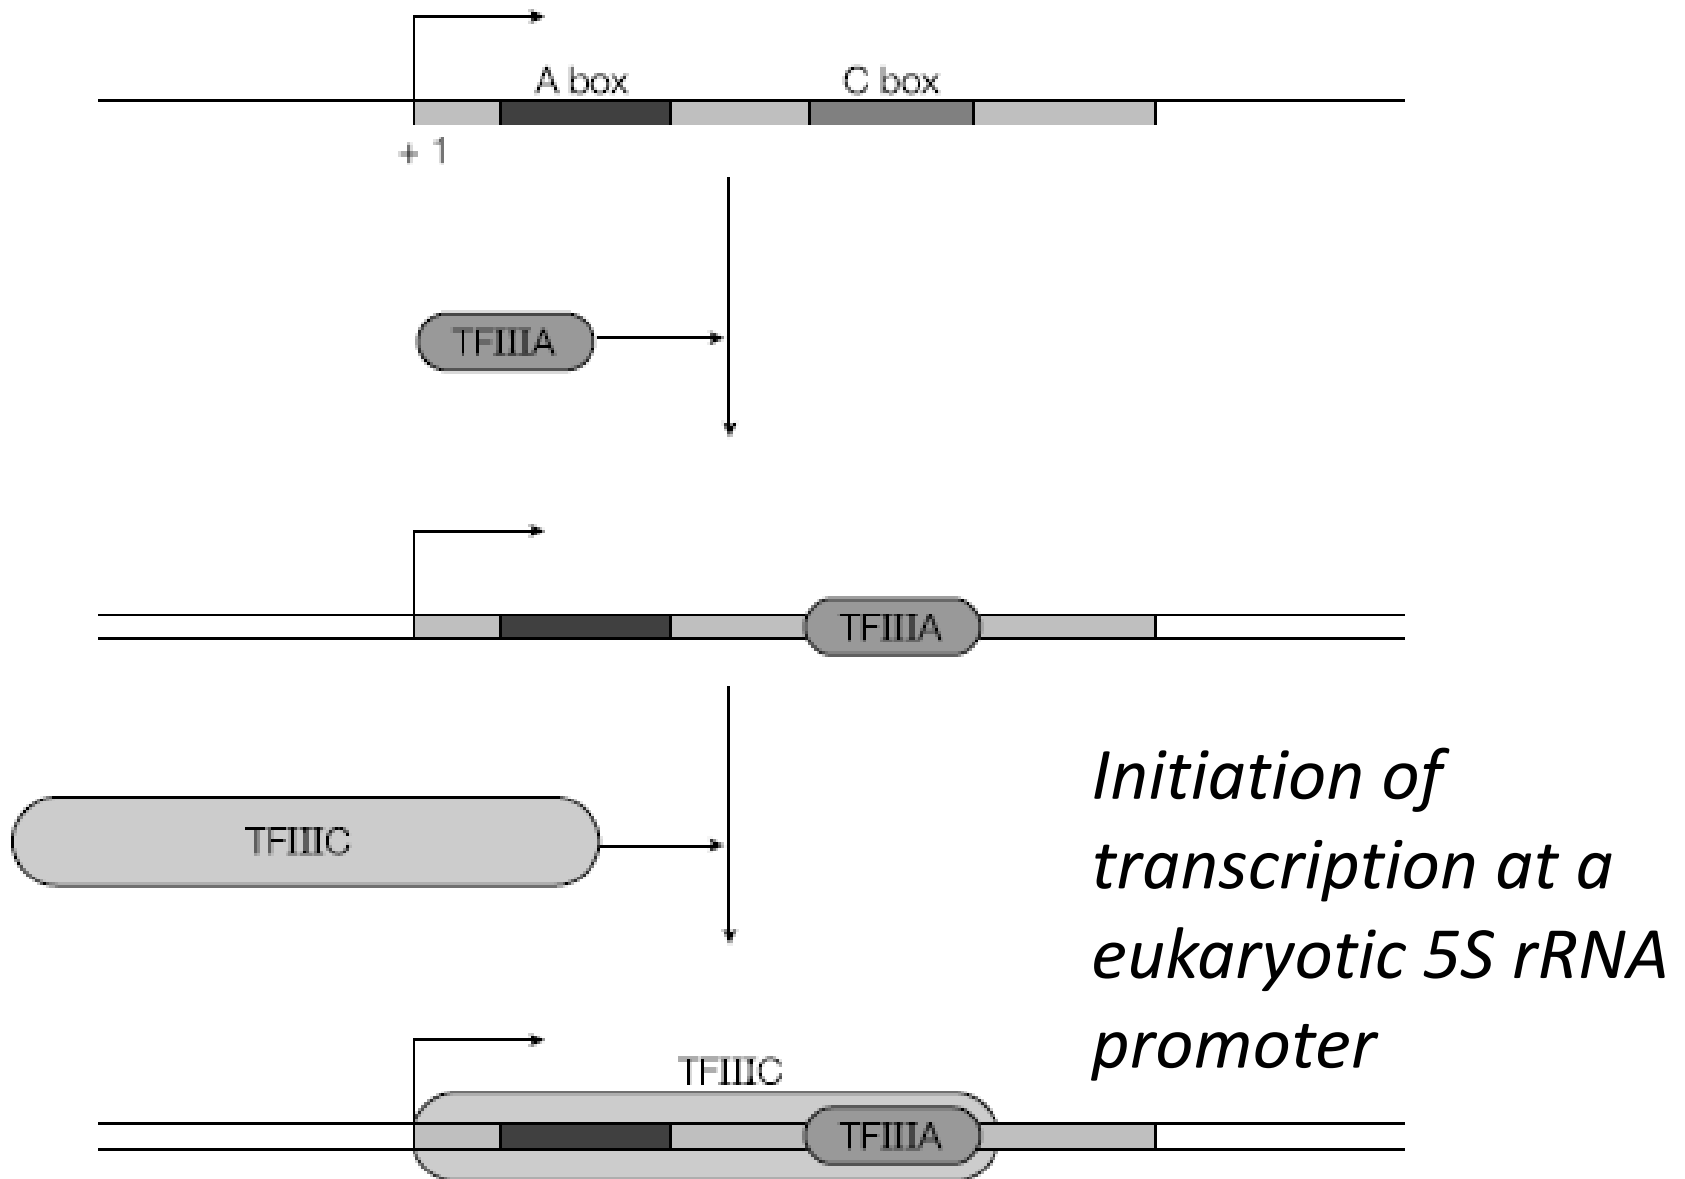 A box
C box
+ 1
TFIIIA
TFIIIA
Initiation of
transcription at a
eukaryotic 5S rRNA
promoter
TFIIIC
TFIIIC
TFIIIA